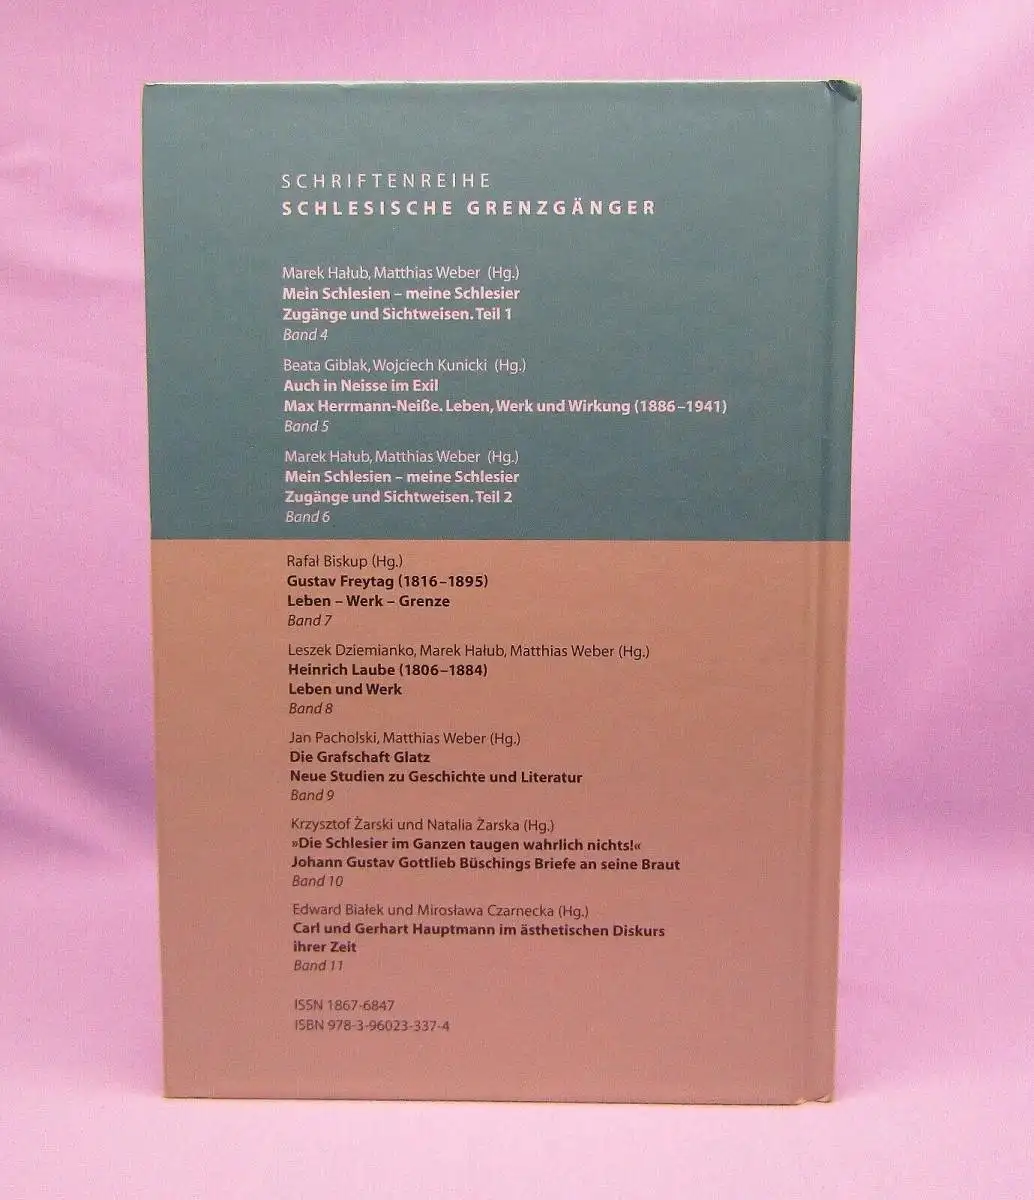 SCHRIFTENREIHE
SCHLESISCHE GRENZGÄNGER
Marek Hałub, Matthias Weber (Hg.)
Mein Schlesien – meine Schlesier
Zugänge und Sichtweisen. Teil 1
Band 4
Beata Giblak, Wojciech Kunicki (Hg.)
Auch in Neisse im Exil
Max Herrmann-Neiße. Leben, Werk und Wirkung (1886–1941)
Band 5
Marek Hałub, Matthias Weber (Hg.)
Mein Schlesien – meine Schlesier
Zugänge und Sichtweisen. Teil 2
Band 6
Rafał Biskup (Hg.)
Gustav Freytag (1816–1895)
Leben – Werk – Grenze
Band 7
Leszek Dziemianko, Marek Hałub, Matthias Weber (Hg.)
Heinrich Laube (1806–1884)
Leben und Werk
Band 8
Jan Pacholski, Matthias Weber (Hg.)
Die Grafschaft Glatz
Neue Studien zu Geschichte und Literatur
Band 9
Krzysztof Żarski und Natalia Żarska (Hg.)
»Die Schlesier im Ganzen taugen wahrlich nichts!«
Johann Gustav Gottlieb Büschings Briefe an seine Braut
Band 10
Edward Białek und Mirosława Czarnecka (Hg.)
Carl und Gerhart Hauptmann im ästhetischen Diskurs
ihrer Zeit
Band 11
ISSN 1867-6847
ISBN 978-3-96023-337-4